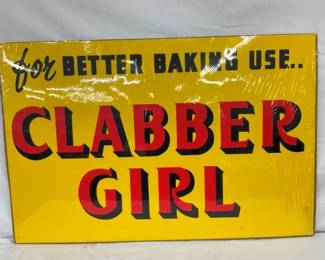 for BETTER BAKING USE..
CLABBER
GIRL